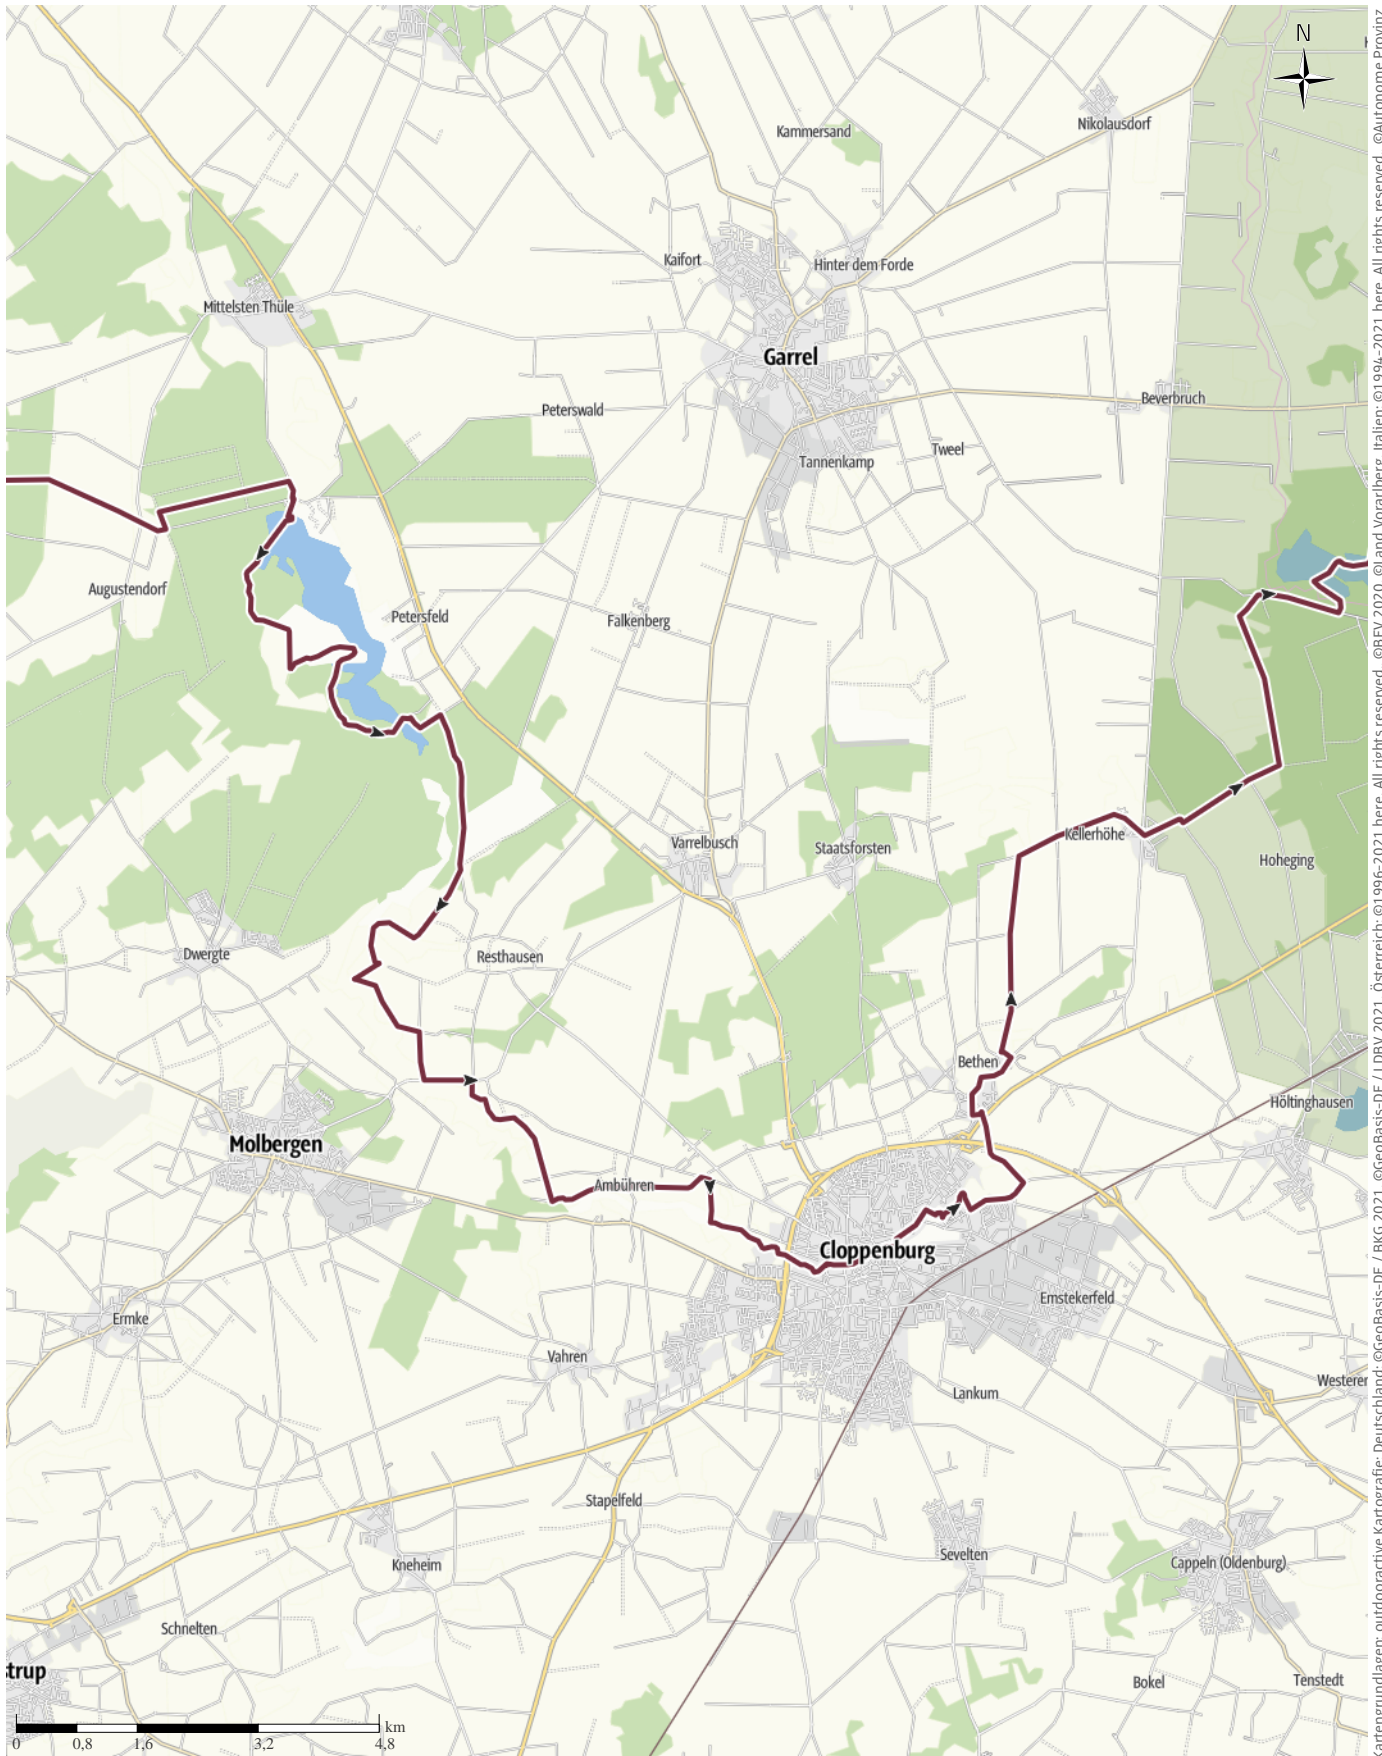 N
Nikolausdorf
Kammersand
Kaifort
Hinter dem Forde
Mittelsten Thüle
Garrel
Beverbruch
Peterswald
Tweel
Tannenkamp
Augustendorf
Petersfeld
Falkenberg
Varrelbusch
Staatsforsten
Kellerhöhe
Hoheging
Dwergte
Resthausen
Bethen
Höltinghausen
Molbergen
Ambühren
Cloppenburg
Emstekerfeld
Ermke
Vahren
Westerer
Lankum
Stapelfeld
Sevelten
Cappeln (Oldenburg)
Kneheim
Schnelten
strup
Bokel
Tenstedt
km
0 0,8 1,6 3,2 4,8
artengrundlagen: outdooractive Kartografie; Deutschland: ©GeoBasis-DE / BKG 2021, ©GeoBasis-DE / LDBV 2021, Österreich: ©1996-2021 here. All rights reserved., ©BEV 2020, ©Land Vorarlberg, Italien: ©1994-2021 here. All rights reserved., ©Autonome Provinz